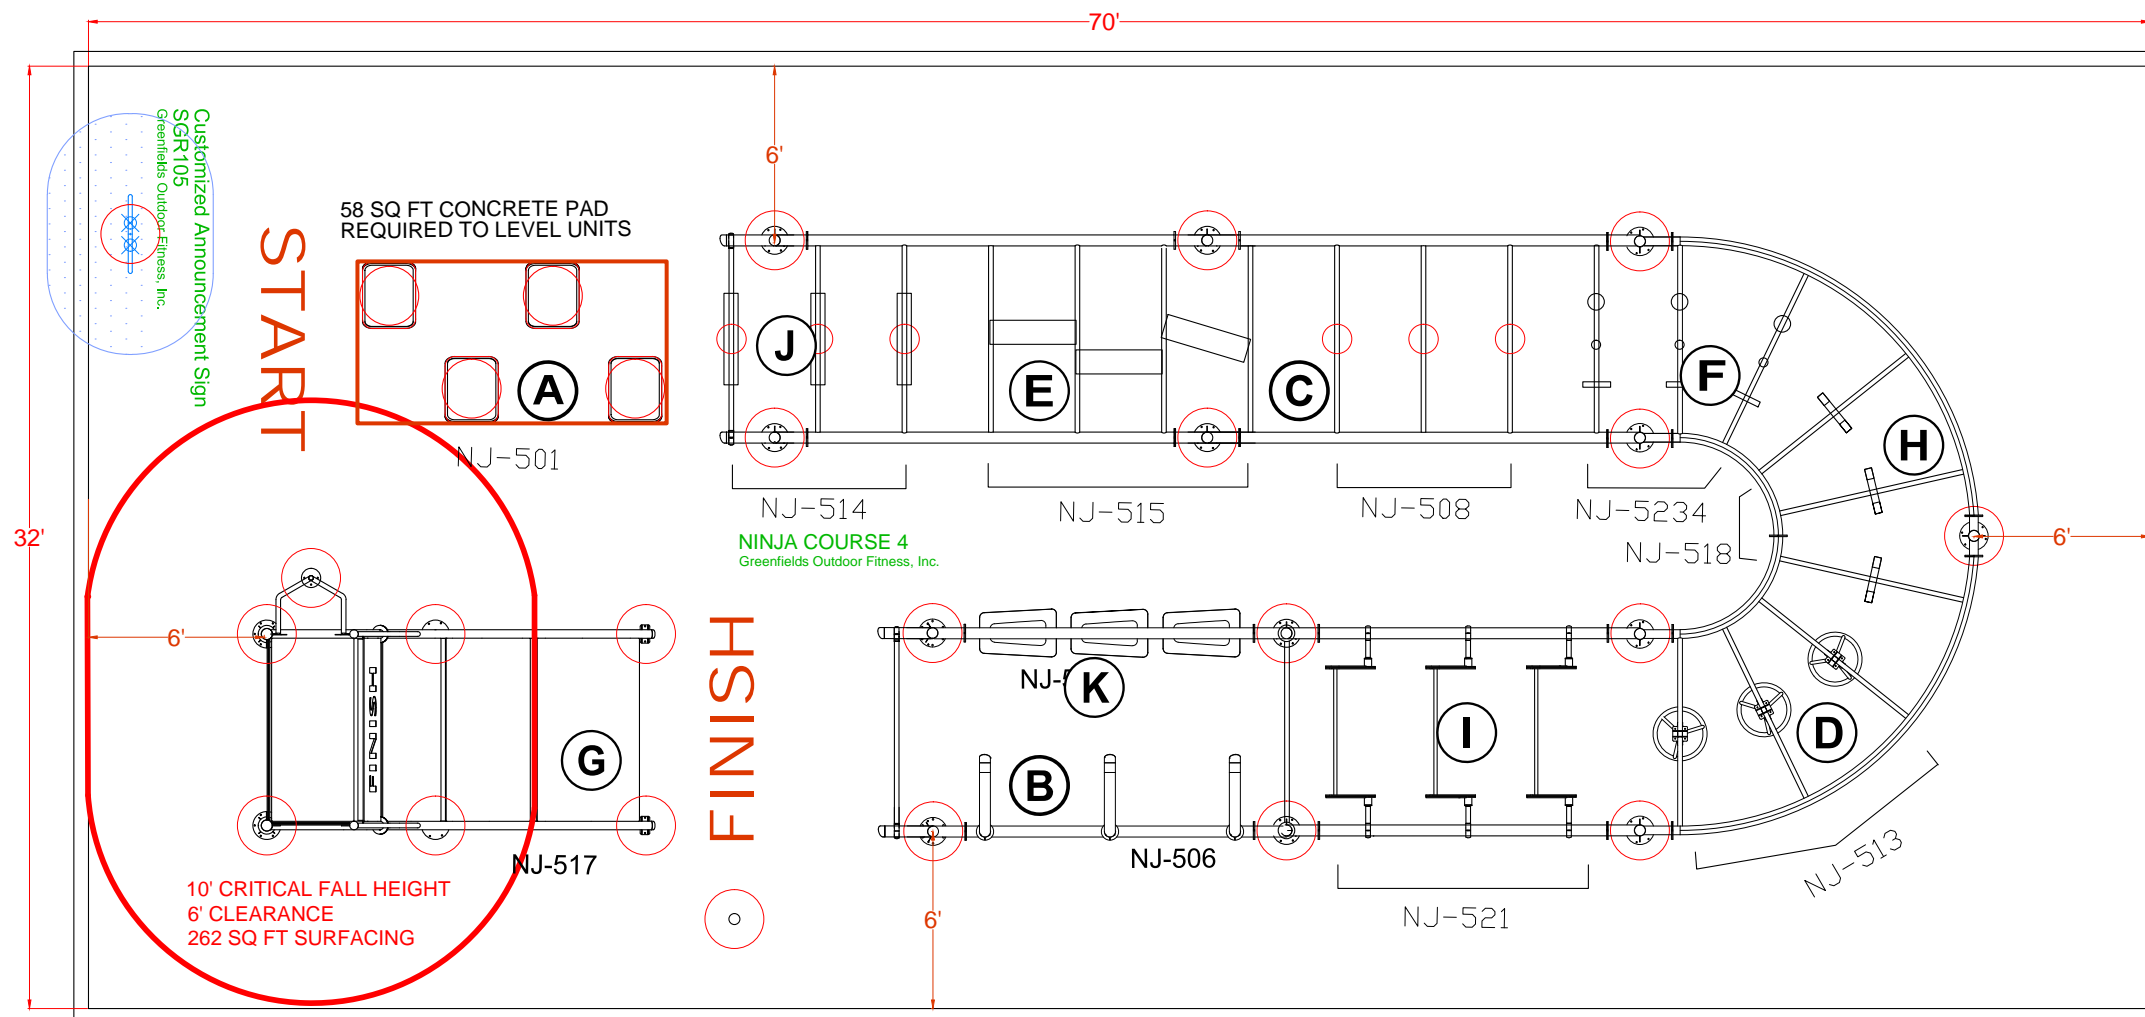 70'
32'
6'
Customized Announcement Sign
SGR105
Greenfields Outdoor Fitness, Inc.
START
58 SQ FT CONCRETE PAD
REQUIRED TO LEVEL UNITS
A
NJ-501
J
E
C
F
H
NJ-514
NJ-515
NJ-508
NJ-5234
NJ-518
NINJA COURSE 4
Greenfields Outdoor Fitness, Inc.
6'
6'
FINISH
G
NJ-517
FINISH
NJ-
K
B
I
D
NJ-506
NJ-521
NJ-513
6'
10' CRITICAL FALL HEIGHT
6' CLEARANCE
262 SQ FT SURFACING